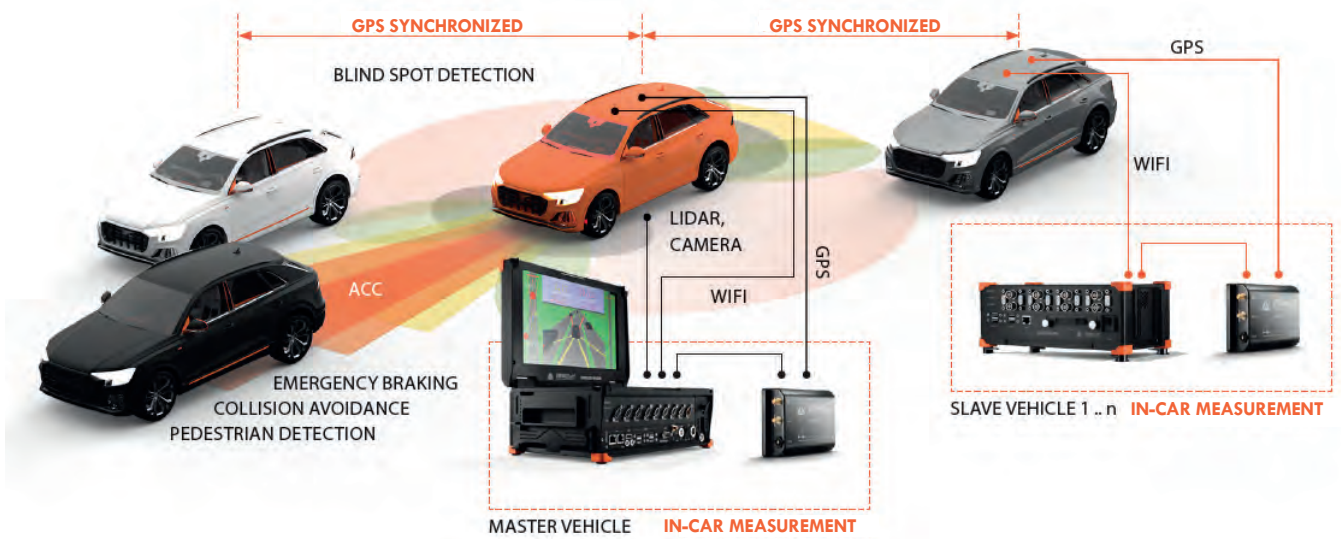 GPS SYNCHRONIZED
GPS SYNCHRONIZED
GPS
BLIND SPOT DETECTION
WIFI
LIDAR,
CAMERA
GPS
ACC
WIFI
EMERGENCY BRAKING
COLLISION AVOIDANCE
PEDESTRIAN DETECTION
SLAVE VEHICLE 1 .. n IN-CAR MEASUREMENT
MASTER VEHICLE IN-CAR MEASUREMENT